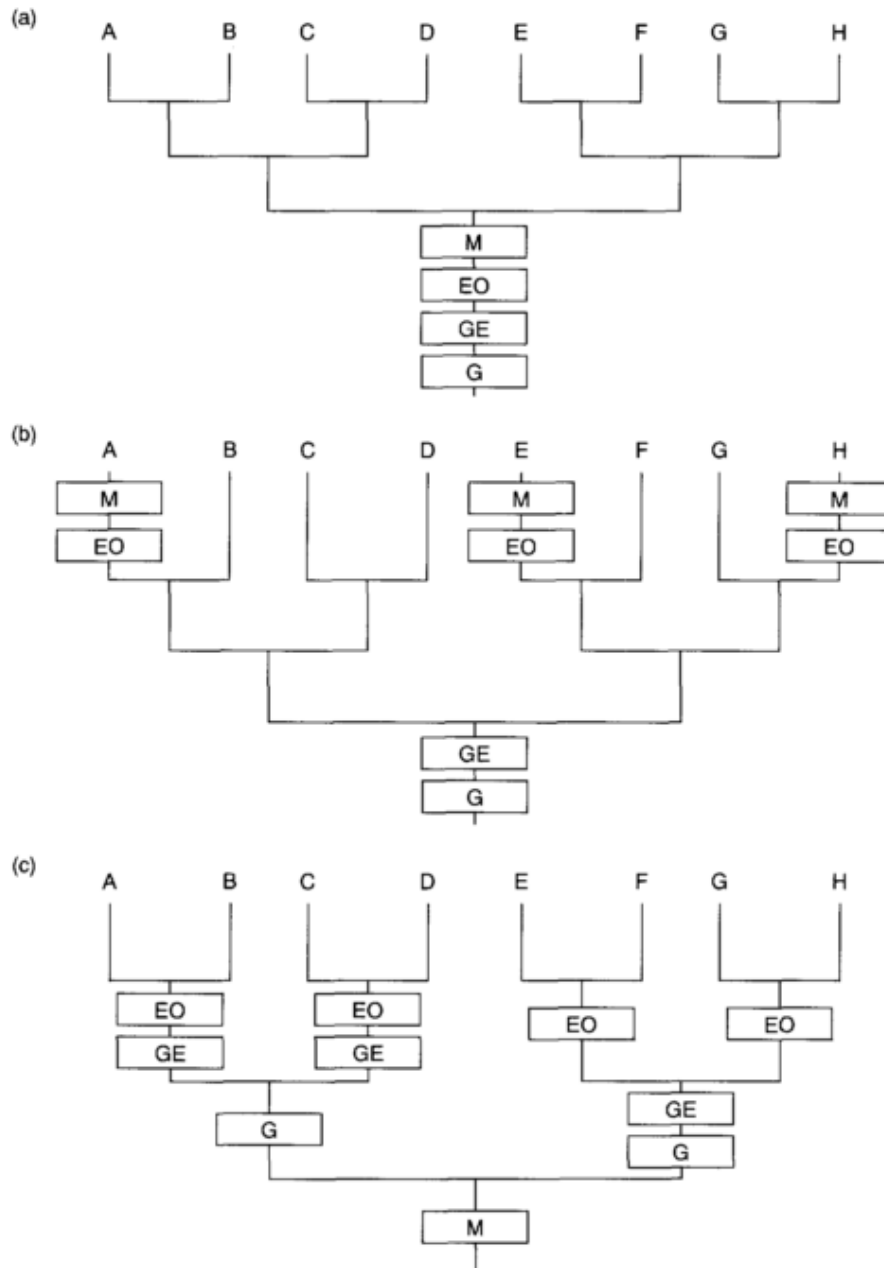 (a)
A B C D E F G H
M
EO
GE
G
(b)
A B C D E F G H
M M M
EO EO EO
GE
G
(c)
A B C D E F G H
EO EO EO EO
GE GE
GE
G G
M